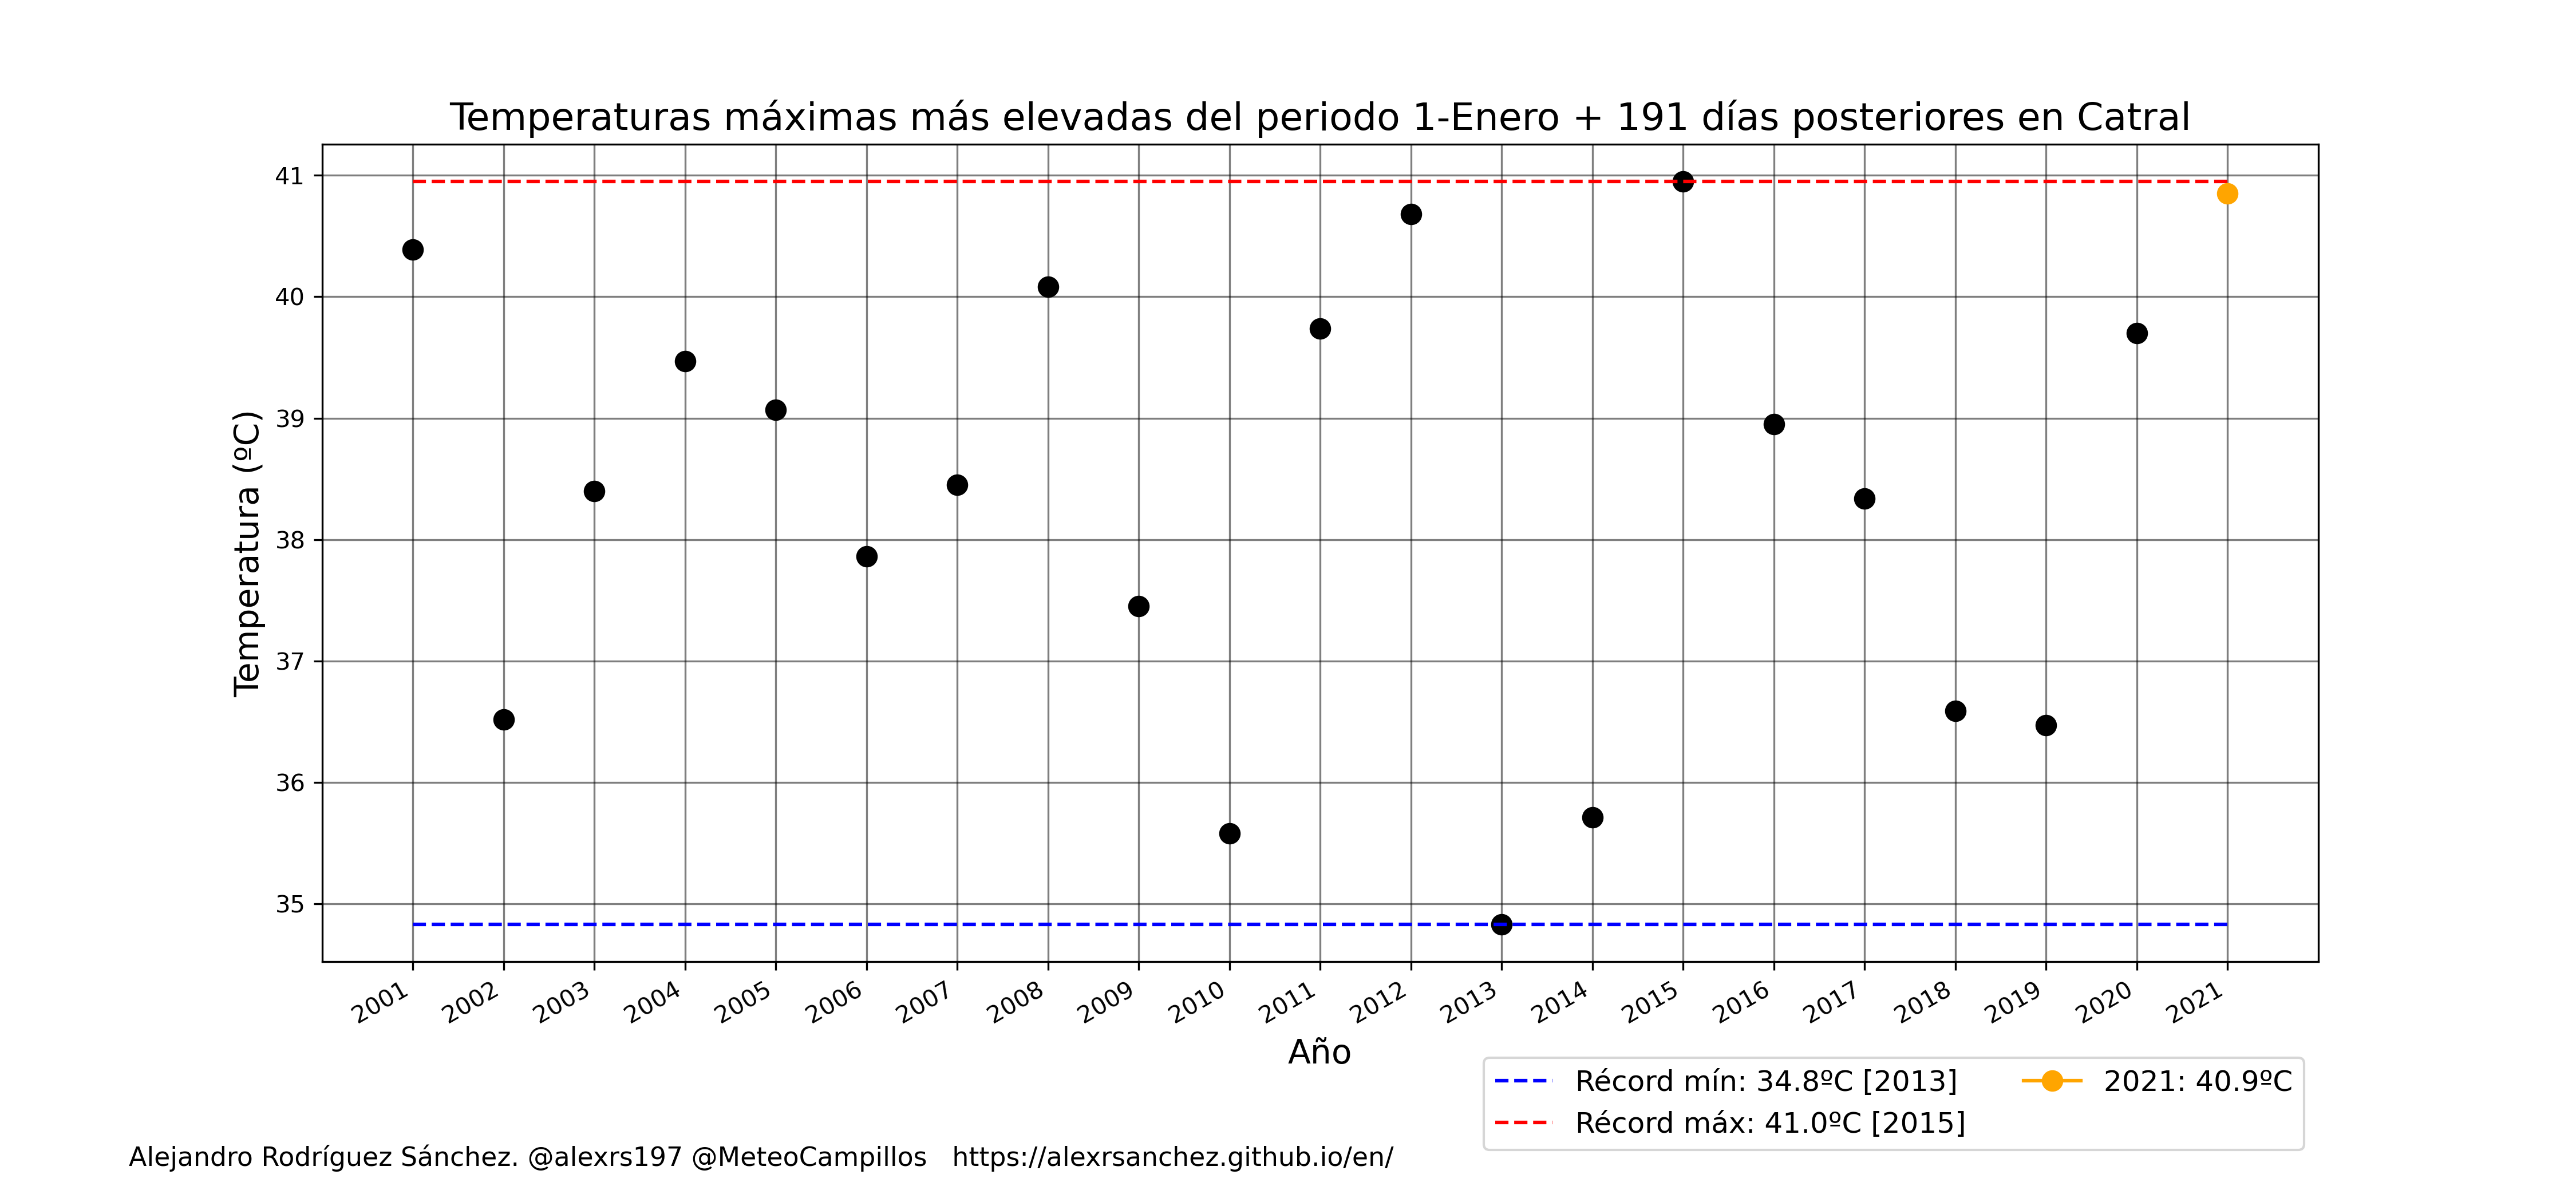 Temperaturas máximas más elevadas del periodo 1-Enero + 191 días posteriores en Catral
Temperatura (ºC)
41
40
39
38
37
36
35
2001 2002 2003 2004 2005 2006 2007 2008 2009 2010 2011 2012 2013 2014 2015 2016 2017 2018 2019 2020 2021
Año
Récord mín: 34.8ºC [2013]
Récord máx: 41.0ºC [2015]
2021: 40.9ºC
Alejandro Rodríguez Sánchez. @alexrs197 @MeteoCampillos https://alexrsanchez.github.io/en/